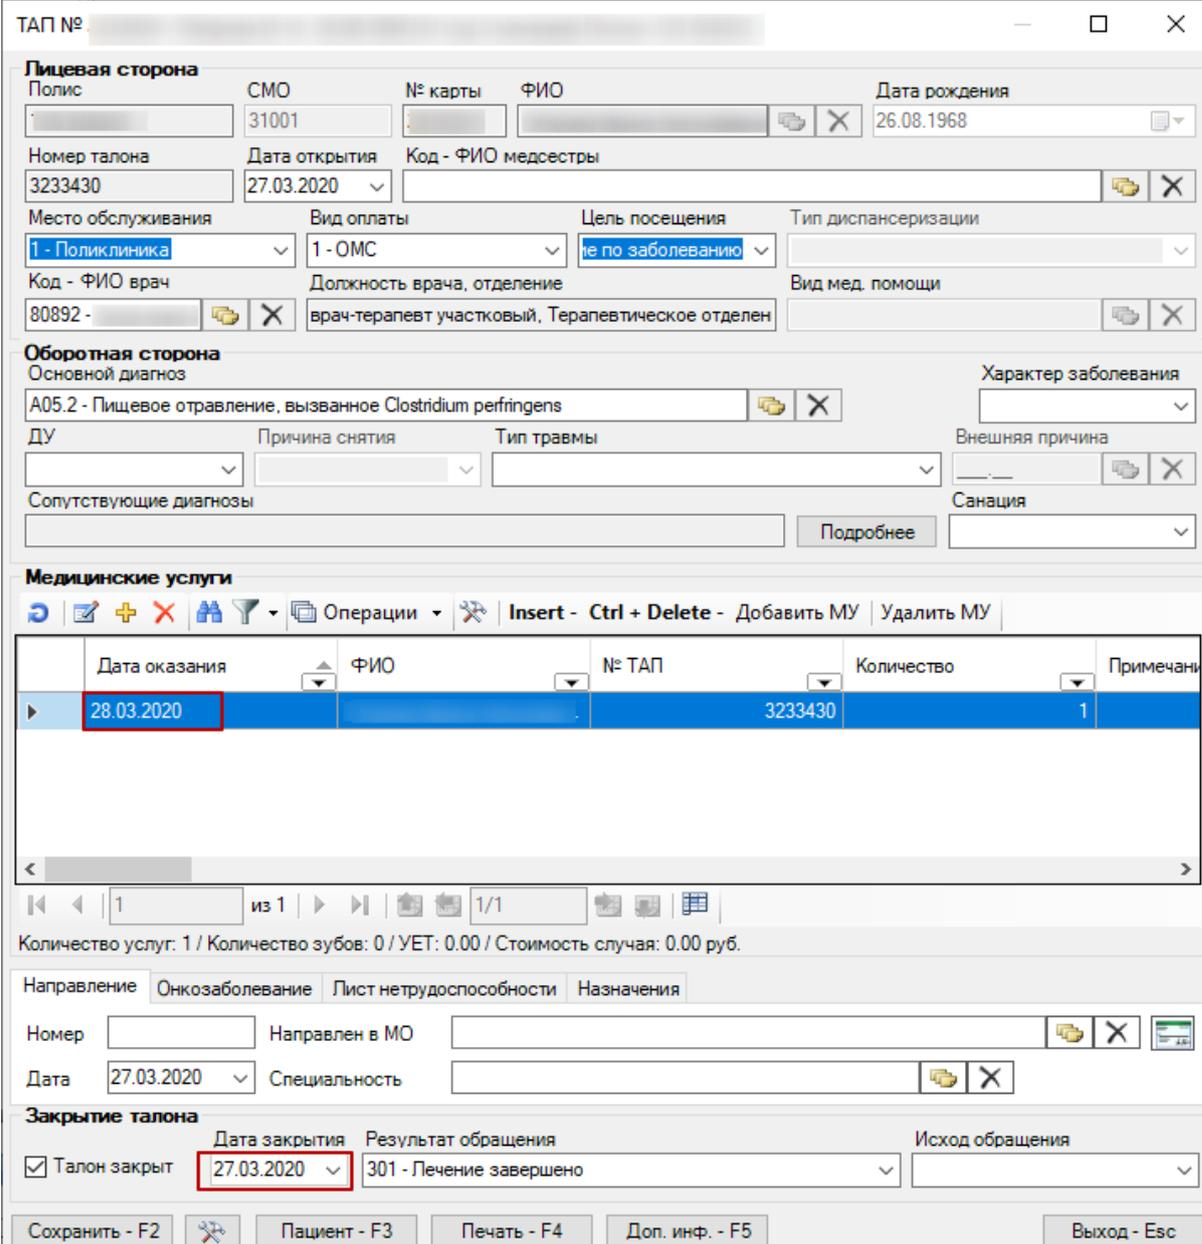 ТАП №
Лицевая сторона
Полис СМО № карты ФИО Дата рождения
31001 26.08.1968
Номер талона Дата открытия Код - ФИО медсестры
3233430 27.03.2020
Место обслуживания Вид оплаты Цель посещения Тип диспансеризации
1 - Поликлиника 1 - ОМС ие по заболеванию
Код - ФИО врач Должность врача, отделение Вид мед. помощи
80892 - врач-терапевт участковый, Терапевтическое отделен
Оборотная сторона
Основной диагноз Характер заболевания
A05.2 - Пищевое отравление, вызванное Clostridium perfringens
ДУ Причина снятия Тип травмы Внешняя причина
___.__
Сопутствующие диагнозы Санация
Подробнее
Медицинские услуги
Операции Insert - Ctrl + Delete - Добавить МУ Удалить МУ
Дата оказания ФИО № ТАП Количество Примечани
28.03.2020 . 3233430 1
1 из 1 1/1
Количество услуг: 1 / Количество зубов: 0 / УЕТ: 0.00 / Стоимость случая: 0.00 руб.
Направление Онкозаболевание Лист нетрудоспособности Назначения
Номер Направлен в МО
Дата 27.03.2020 Специальность
Закрытие талона
Дата закрытия Результат обращения Исход обращения
Талон закрыт 27.03.2020 301 - Лечение завершено
Сохранить - F2 Пациент - F3 Печать - F4 Доп. инф. - F5 Выход - Esc